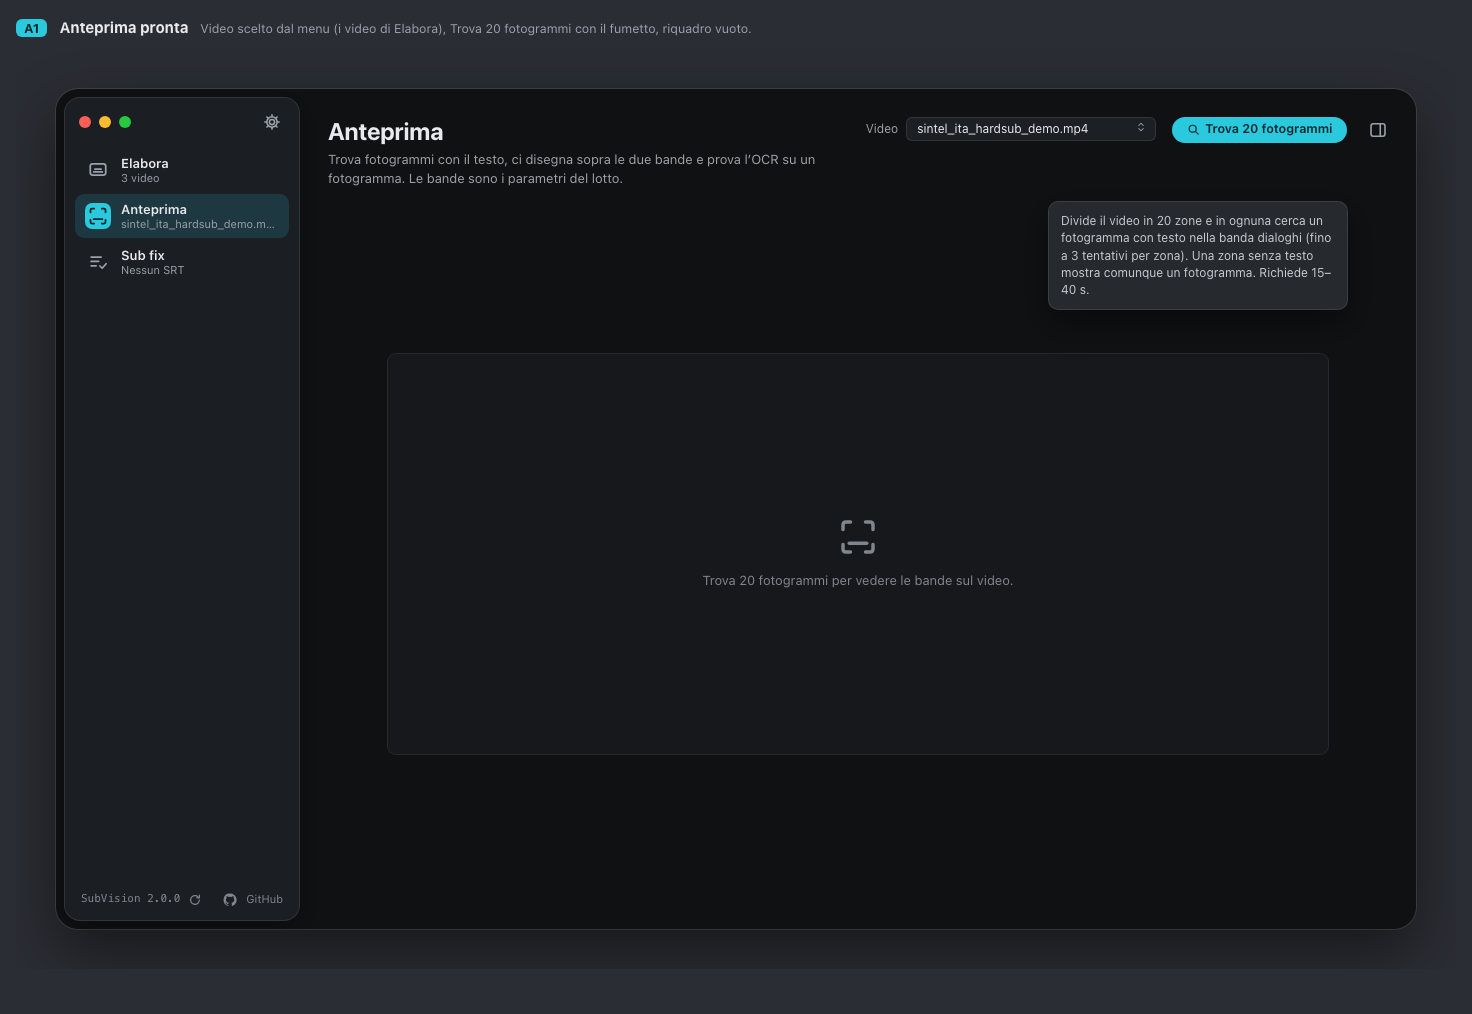 A1 Anteprima pronta Video scelto dal menu (i video di Elabora), Trova 20 fotogrammi con il fumetto, riquadro vuoto.
Elabora
3 video
Anteprima
sintel_ita_hardsub_demo.m...
Sub fix
Nessun SRT
SubVision 2.0.0 GitHub
Anteprima
Trova fotogrammi con il testo, ci disegna sopra le due bande e prova l'OCR su un
fotogramma. Le bande sono i parametri del lotto.
Video sintel_ita_hardsub_demo.mp4 Trova 20 fotogrammi
Divide il video in 20 zone e in ognuna cerca un
fotogramma con testo nella banda dialoghi (fino
a 3 tentativi per zona). Una zona senza testo
mostra comunque un fotogramma. Richiede 15–
40 s.
Trova 20 fotogrammi per vedere le bande sul video.